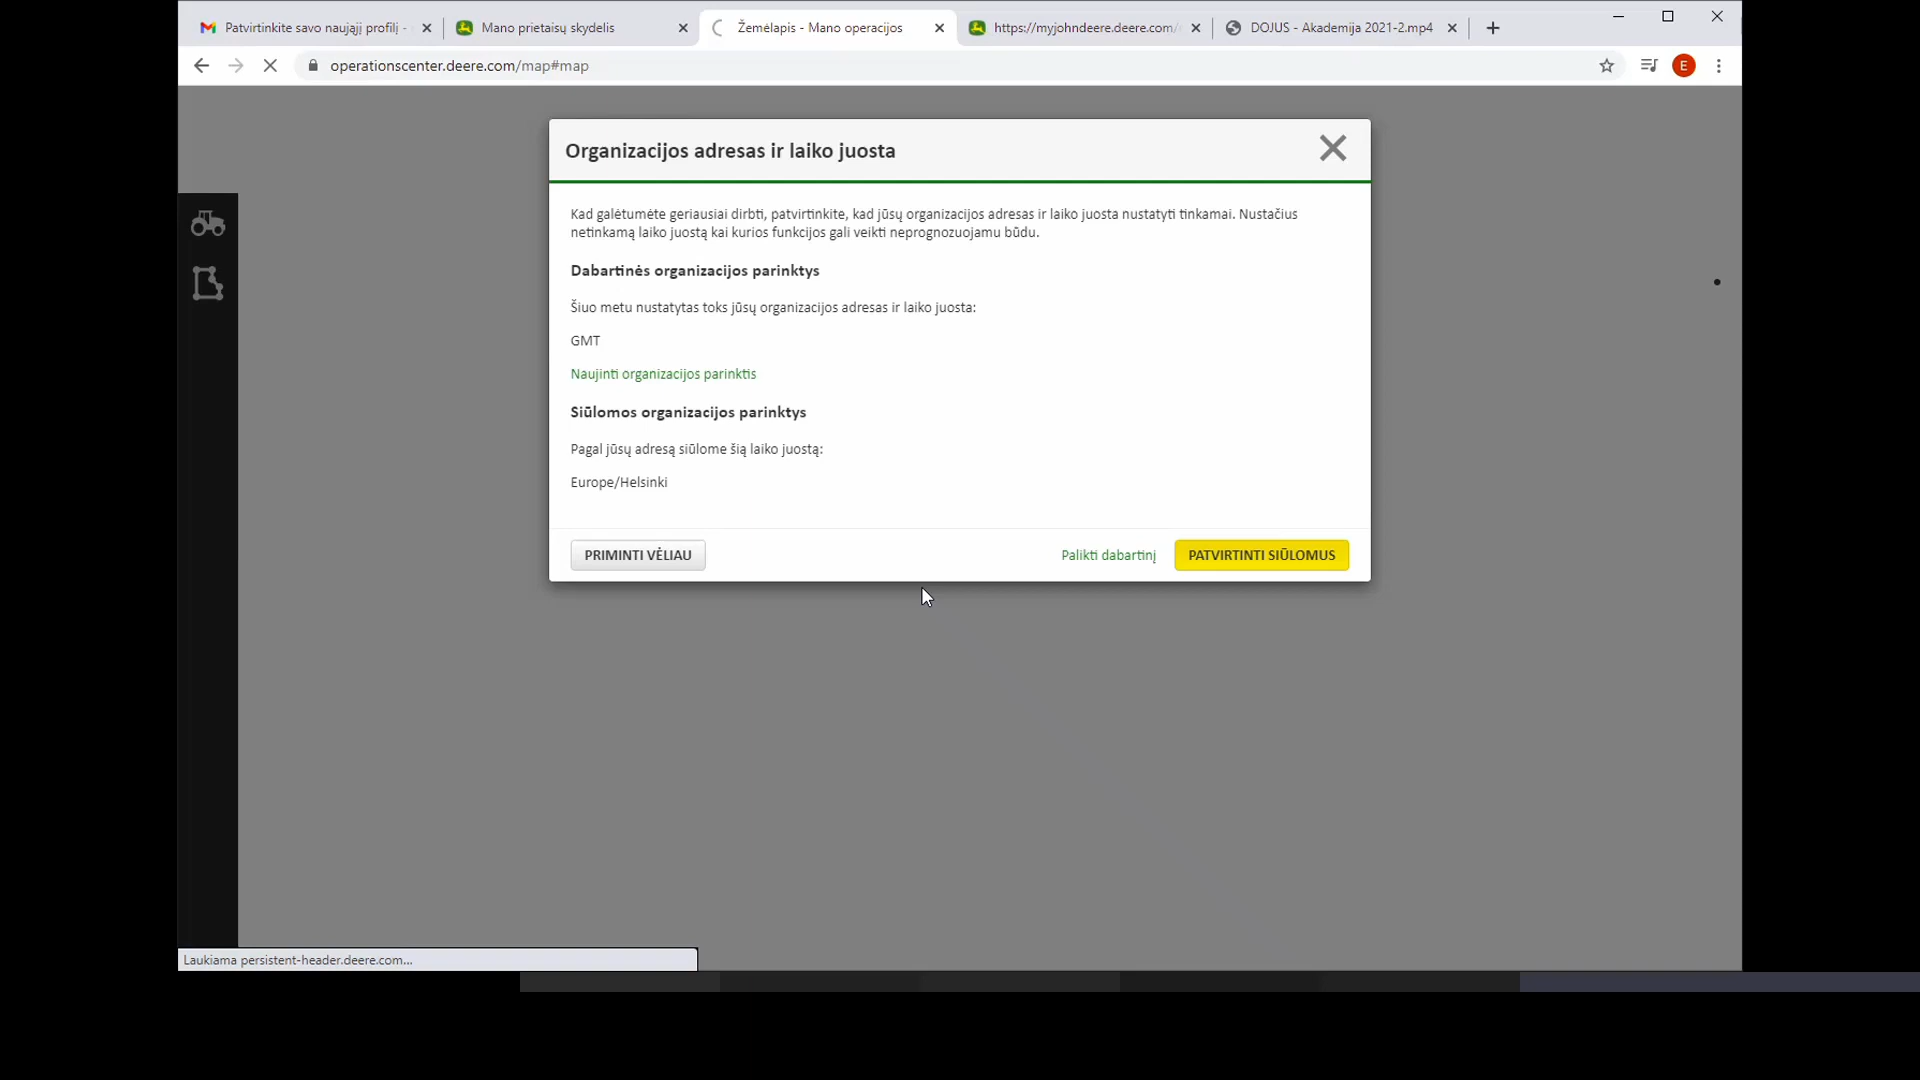 Patvirtinkite savo naująjį profilį -
Mano prietaisų skydelis
Žemėlapis - Mano operacijos
https://myjohndeere.deere.com/
DOJUS - Akademija 2021-2.mp4
operationscenter.deere.com/map#map
E
Organizacijos adresas ir laiko juosta
Kad galėtumėte geriausiai dirbti, patvirtinkite, kad jūsų organizacijos adresas ir laiko juosta nustatyti tinkamai. Nustačius
netinkamą laiko juostą kai kurios funkcijos gali veikti neprognozuojamu būdu.
Dabartinės organizacijos parinktys
Šiuo metu nustatytas toks jūsų organizacijos adresas ir laiko juosta:
GMT
Naujinti organizacijos parinktis
Siūlomos organizacijos parinktys
Pagal jūsų adresą siūlome šią laiko juostą:
Europe/Helsinki
PRIMINTI VĖLIAU
Palikti dabartinį
PATVIRTINTI SIŪLOMUS
Laukiama persistent-header.deere.com...